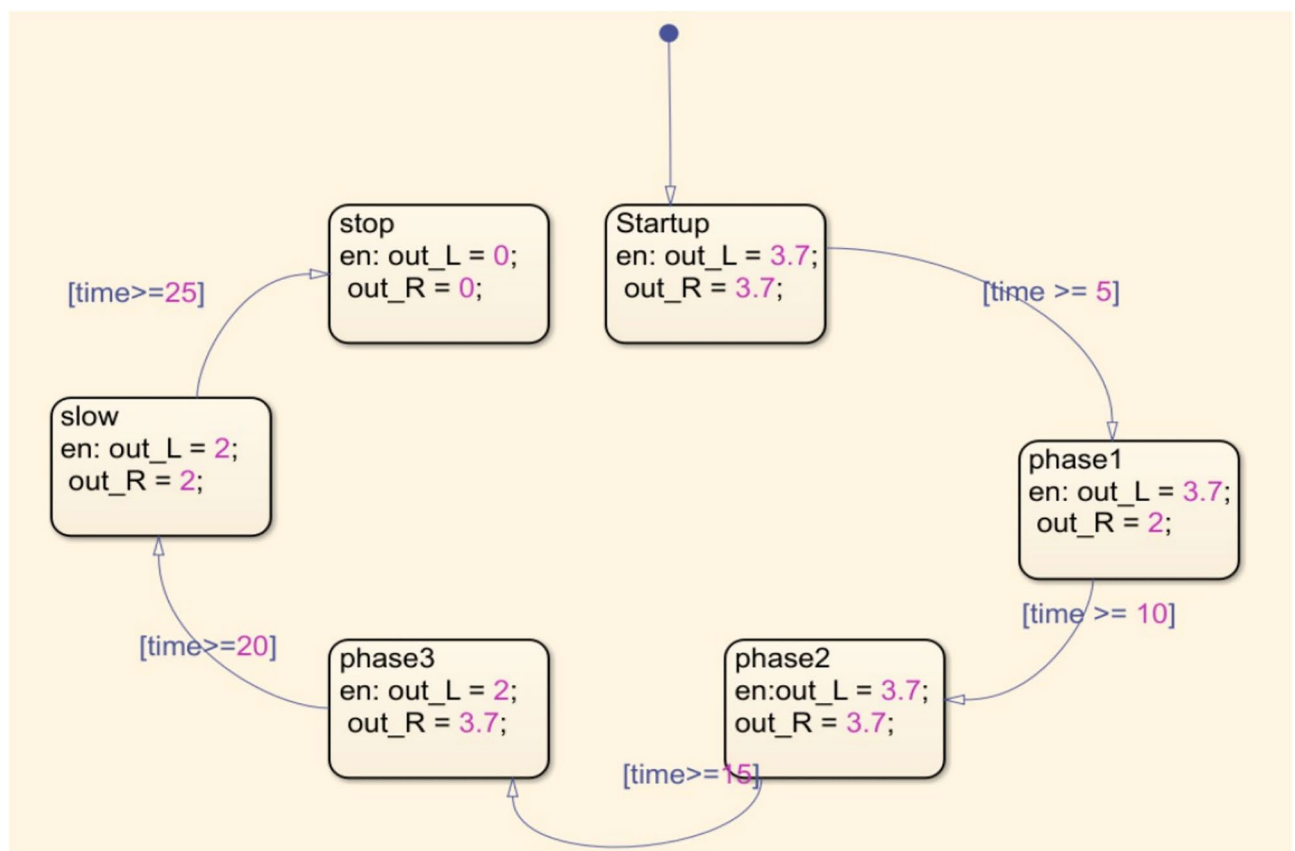 Startup
en: out_L = 3.7;
out_R = 3.7;
[time >= 5]
phase1
en: out_L = 3.7;
out_R = 2;
[time >= 10]
phase2
en:out_L = 3.7;
out_R = 3.7;
[time>=15]
phase3
en: out_L = 2;
out_R = 3.7;
[time>=20]
slow
en: out_L = 2;
out_R = 2;
[time>=25]
stop
en: out_L = 0;
out_R = 0;